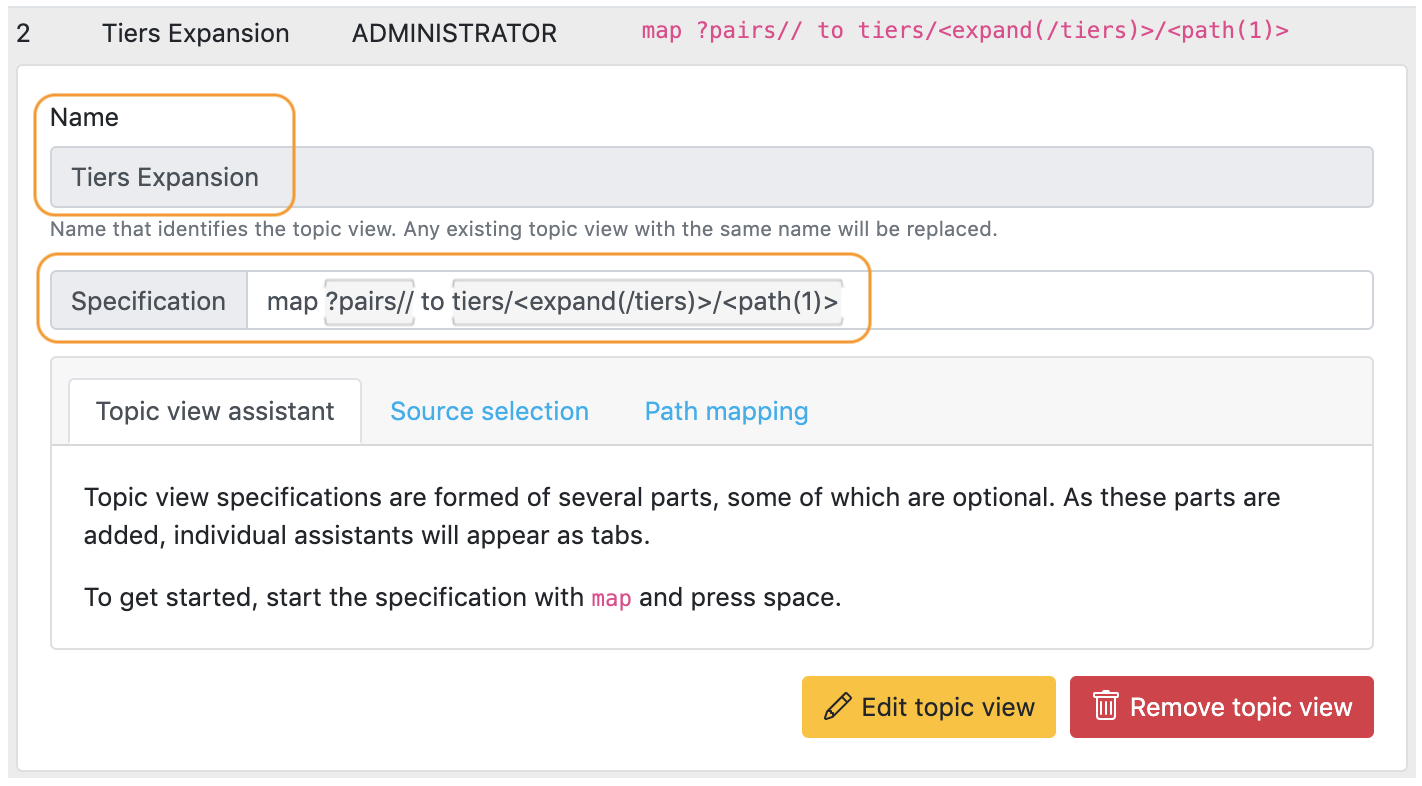 2 Tiers Expansion ADMINISTRATOR map ?pairs// to tiers/<expand(/tiers)>/<path(1)>
Name
Tiers Expansion
Name that identifies the topic view. Any existing topic view with the same name will be replaced.
Specification map ?pairs// to tiers/<expand(/tiers)>/<path(1)>
Topic view assistant Source selection Path mapping
Topic view specifications are formed of several parts, some of which are optional. As these parts are
added, individual assistants will appear as tabs.
To get started, start the specification with map and press space.
Edit topic view Remove topic view